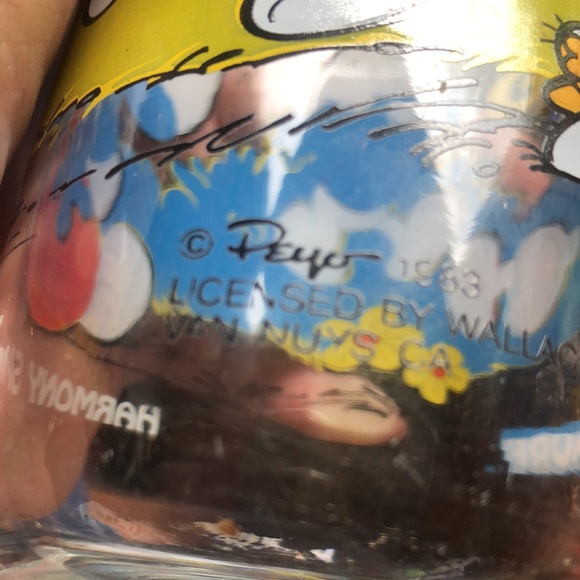 © Peyo 1983
LICENSED BY WALLAC
VAN NUYS CA
HARMONY